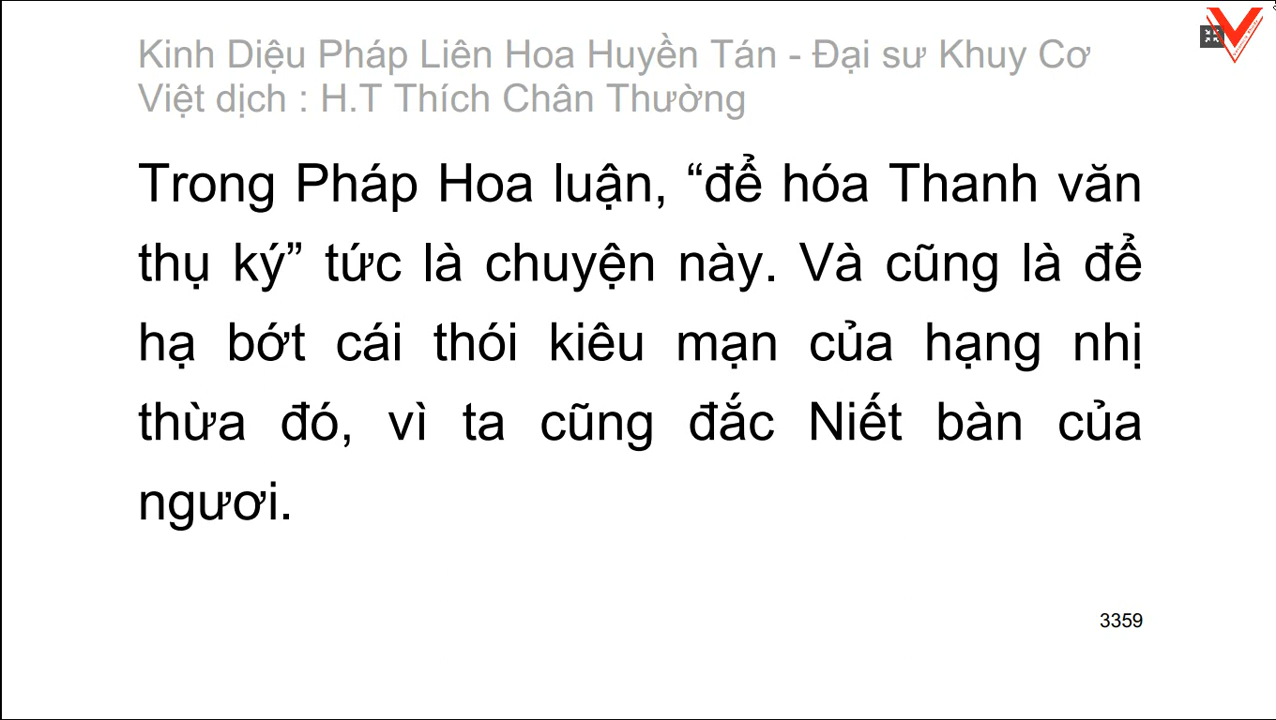 Kinh Diệu Pháp Liên Hoa Huyền Tán - Đại sư Khuy Cơ
Việt dịch : H.T Thích Chân Thường
Trong Pháp Hoa luận, “để hóa Thanh văn
thụ ký” tức là chuyện này. Và cũng là để
hạ bớt cái thói kiêu mạn của hạng nhị
thừa đó, vì ta cũng đắc Niết bàn của
ngươi.
3359